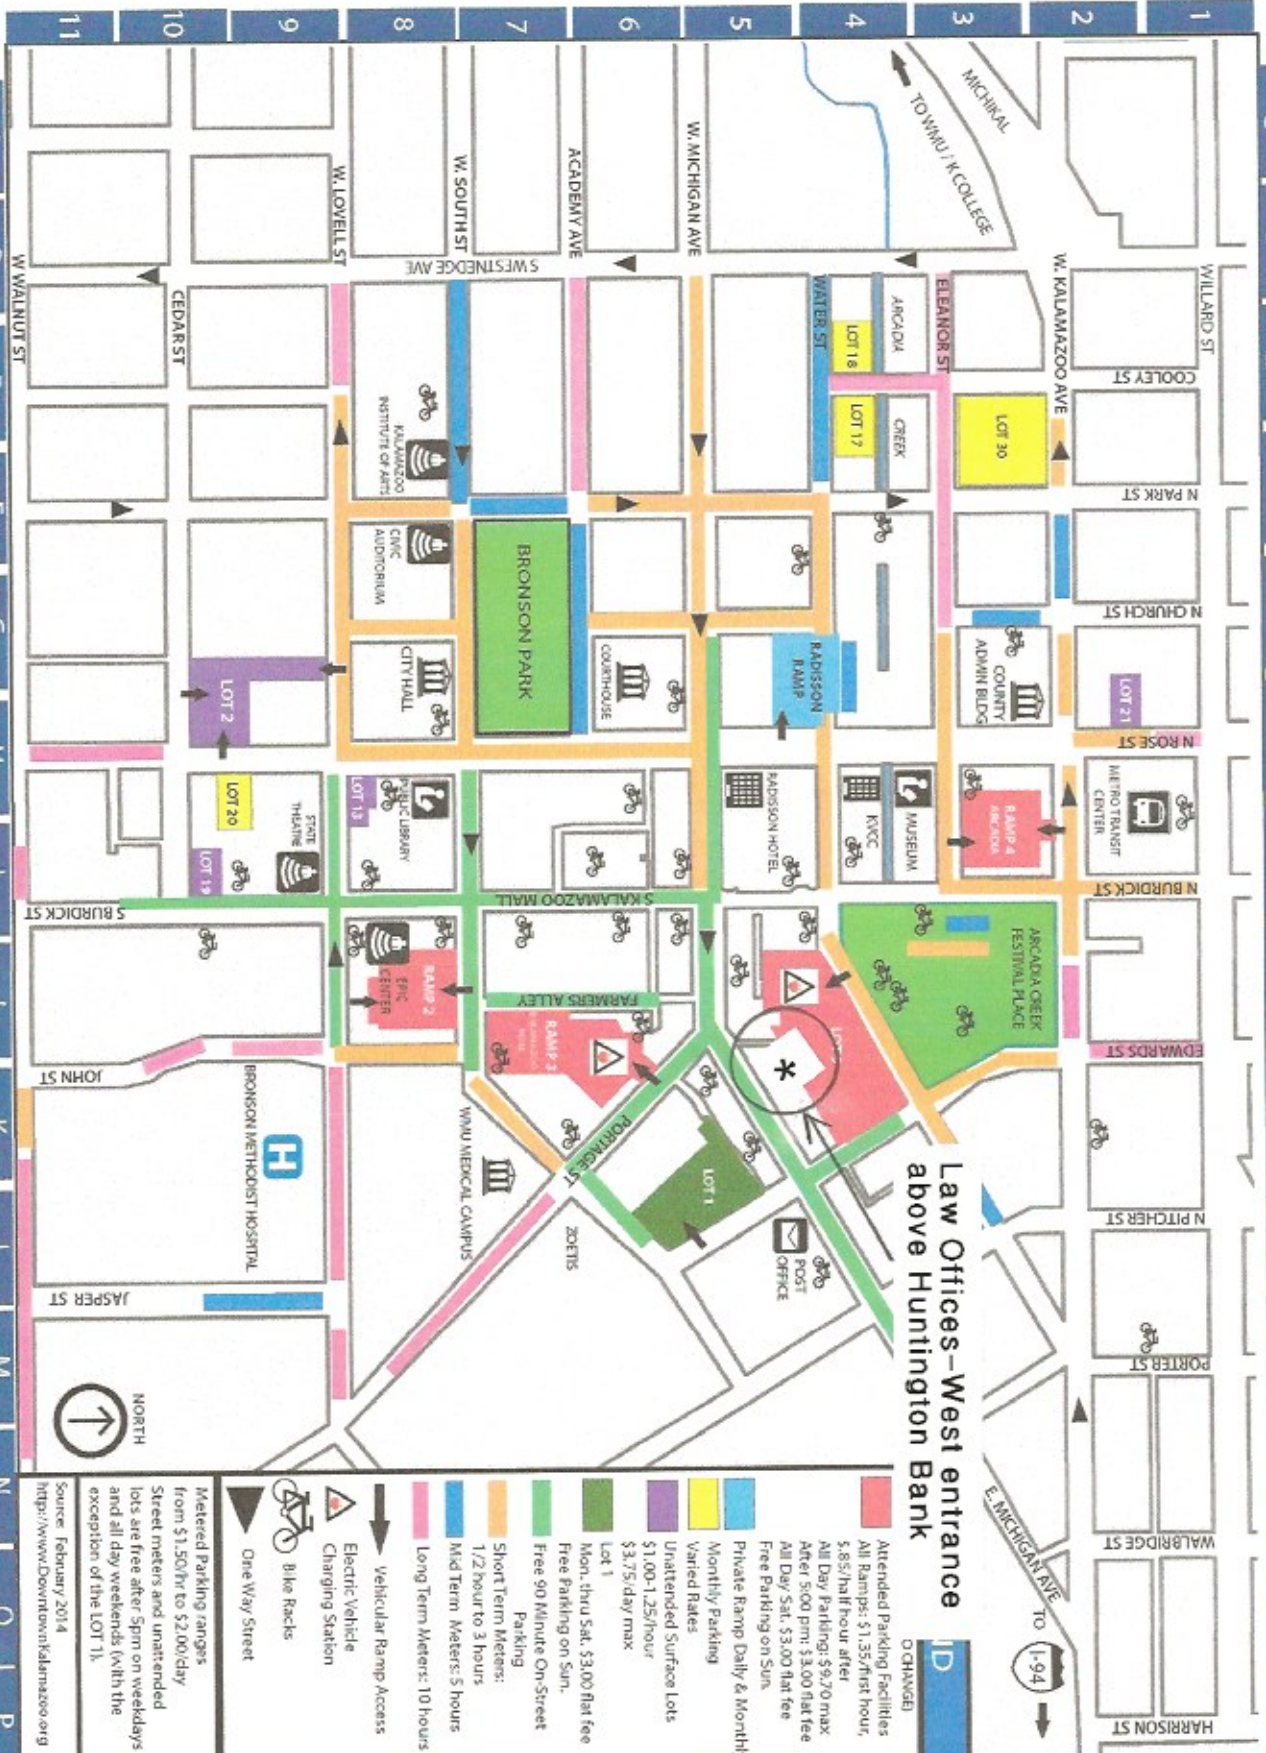 1
2
3
4
5
6
7
8
9
10
11
MICHIKAL
TO WMU / K COLLEGE
WILLARD ST
W. KALAMAZOO AVE
ELEANOR ST
ARCADIA
CREEK
WATER ST
W. MICHIGAN AVE
ACADEMY AVE
W. SOUTH ST
W. LOVELL ST
CEDAR ST
W WALNUT ST
S WESTNEDGE AVE
COOLEY ST
N PARK ST
N CHURCH ST
N ROSE ST
N BURDICK ST
EDWARDS ST
N PITCHER ST
PORTER ST
WALBRIDGE ST
HARRISON ST
LOT 18
LOT 17
LOT 30
LOT 21
KALAMAZOO
INSTITUTE OF ARTS
CIVIC
AUDITORIUM
CITY HALL
BRONSON PARK
COURTHOUSE
RADISSON
RAMP
COUNTY
ADMIN BLDG
METRO TRANSIT
CENTER
RAMP 4
ARCADIA
MUSEUM
KVCC
RADISSON HOTEL
PUBLIC LIBRARY
LOT 13
STATE
THEATRE
LOT 2
LOT 20
LOT 19
S BURDICK ST
S KALAMAZOO MALL
FARMERS ALLEY
ARCADIA CREEK
FESTIVAL PLACE
RAMP 2
EPIC
CENTER
RAMP 3
*
PORTAGE ST
LOT 1
POST
OFFICE
ZOETIS
WMU MEDICAL CAMPUS
BRONSON METHODIST HOSPITAL
H
JOHN ST
JASPER ST
NORTH
E. MICHIGAN AVE
TO
I-94
Law Offices-West entrance
above Huntington Bank
ND
O CHANGE)
Attended Parking Facilities
All Ramps: $1.35/first hour,
$.85/half hour after
All Day Parking: $9.70 max
After 5:00 pm: $3.00 flat fee
All Day Sat. $3.00 flat fee
Free Parking on Sun.
Private Ramp Daily & Monthl
Monthly Parking
Varied Rates
Unattended Surface Lots
$1.00-1.25/hour
$3.75/day max
Lot 1
Mon. thru Sat. $3.00 flat fee
Free Parking on Sun.
Free 90 Minute On-Street
Parking
Short Term Meters:
1/2 hour to 3 hours
Mid Term Meters: 5 hours
Long Term Meters: 10 hours
Vehicular Ramp Access
Electric Vehicle
Charging Station
Bike Racks
One Way Street
Metered Parking ranges
from $1.50/hr to $2.00/day
Street meters and unattended
lots are free after 5pm on weekdays
and all day weekends (with the
exception of the LOT 1).
Source: February 2014
http://www.DowntownKalamazoo.org